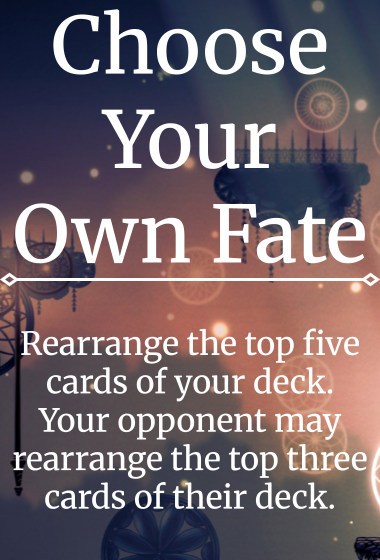 Choose
Your
Own Fate
Rearrange the top five
cards of your deck.
Your opponent may
rearrange the top three
cards of their deck.